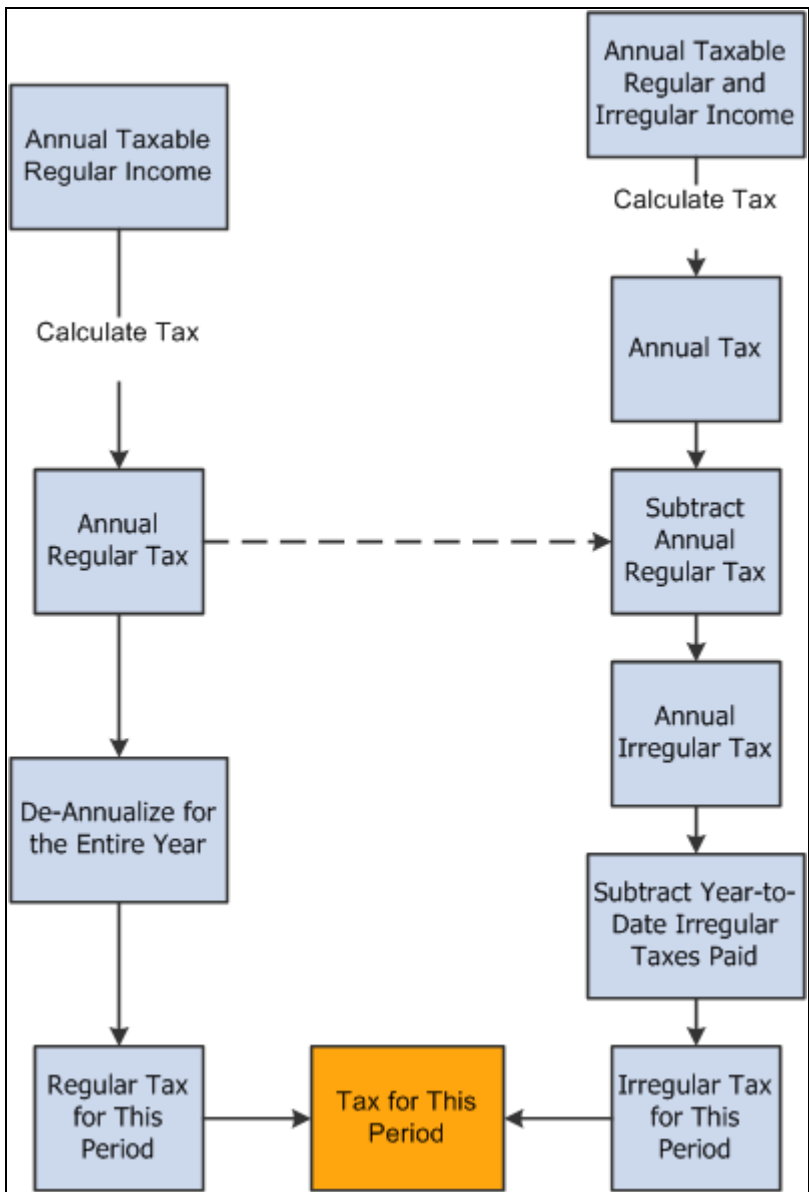 Annual Taxable
Regular Income
Calculate Tax
Annual
Regular Tax
De-Annualize for
the Entire Year
Regular Tax
for This
Period
Annual Taxable
Regular and
Irregular Income
Calculate Tax
Annual Tax
Subtract
Annual
Regular Tax
Annual
Irregular Tax
Subtract Year-to-
Date Irregular
Taxes Paid
Irregular Tax
for This
Period
Tax for This
Period